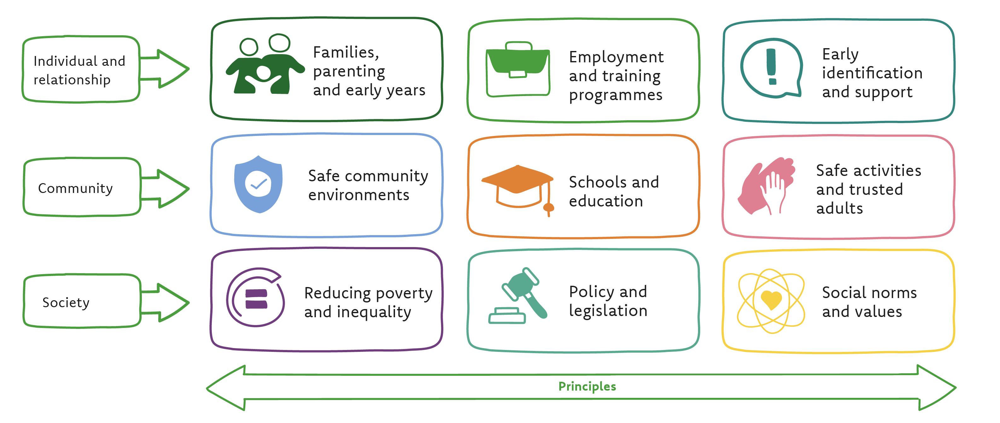 Individual and
relationship
Families,
parenting
and early years
Employment
and training
programmes
Early
identification
and support
Community
Safe community
environments
Schools and
education
Safe activities
and trusted
adults
Society
Reducing poverty
and inequality
Policy and
legislation
Social norms
and values
Principles